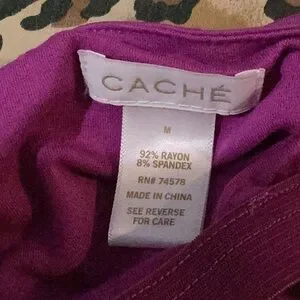 CACHÉ
M
92% RAYON
8% SPANDEX
RN# 74578
MADE IN CHINA
SEE REVERSE
FOR CARE